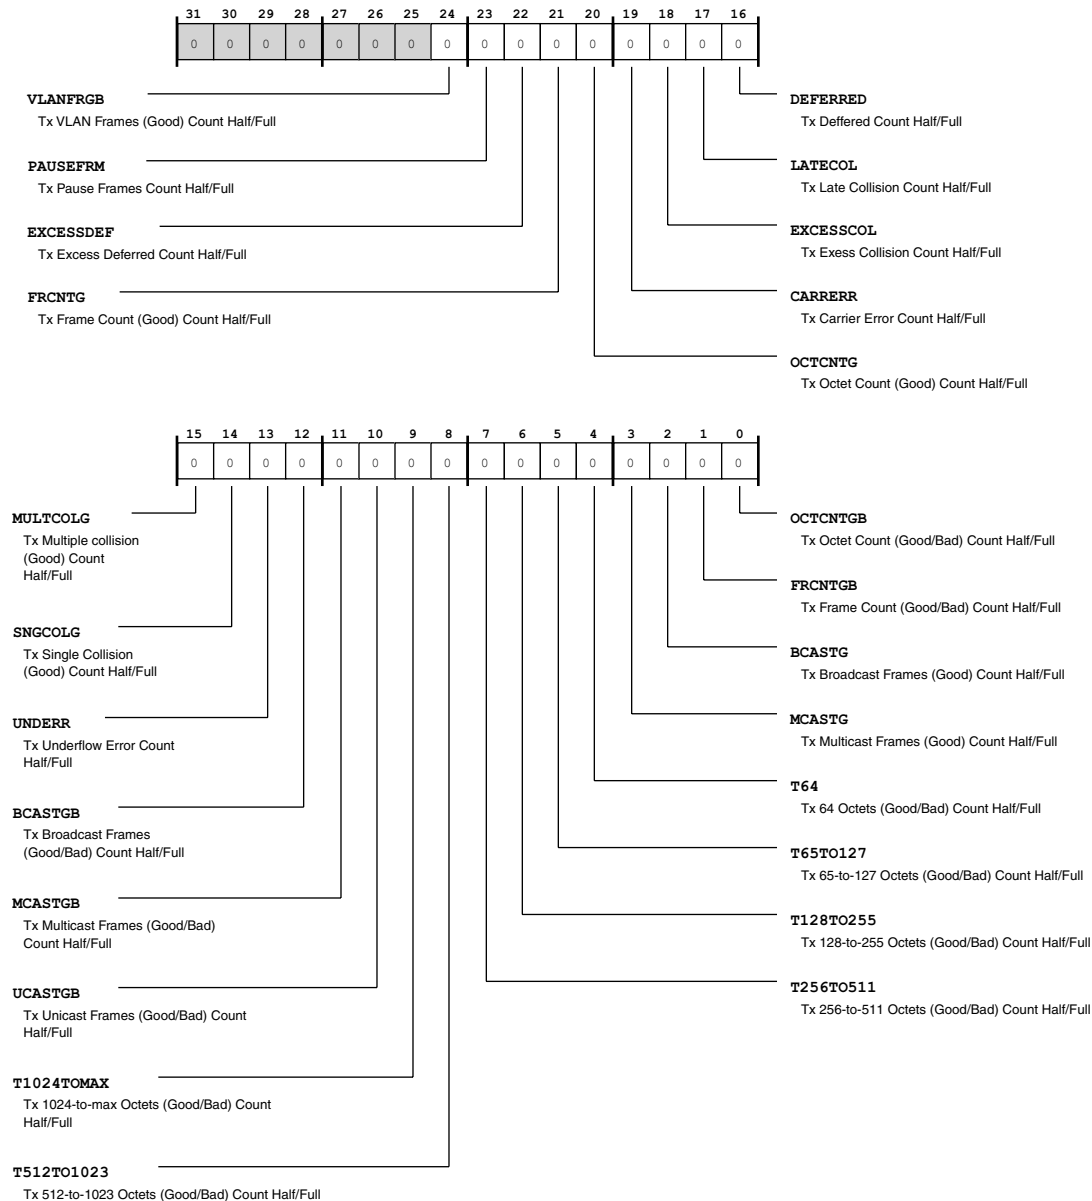 31 30 29 28 27 26 25 24 23 22 21 20 19 18 17 16
0 0 0 0 0 0 0 0 0 0 0 0 0 0 0 0
VLANFRGB
Tx VLAN Frames (Good) Count Half/Full
PAUSEFRM
Tx Pause Frames Count Half/Full
EXCESSDEF
Tx Excess Deferred Count Half/Full
FRCNTG
Tx Frame Count (Good) Count Half/Full
DEFERRED
Tx Deffered Count Half/Full
LATECOL
Tx Late Collision Count Half/Full
EXCESSCOL
Tx Exess Collision Count Half/Full
CARRERR
Tx Carrier Error Count Half/Full
OCTCNTG
Tx Octet Count (Good) Count Half/Full
15 14 13 12 11 10 9 8 7 6 5 4 3 2 1 0
0 0 0 0 0 0 0 0 0 0 0 0 0 0 0 0
MULTCOLG
Tx Multiple collision
(Good) Count
Half/Full
SNGCOLG
Tx Single Collision
(Good) Count Half/Full
UNDERR
Tx Underflow Error Count
Half/Full
BCASTGB
Tx Broadcast Frames
(Good/Bad) Count Half/Full
MCASTGB
Tx Multicast Frames (Good/Bad)
Count Half/Full
UCASTGB
Tx Unicast Frames (Good/Bad) Count
Half/Full
T1024TOMAX
Tx 1024-to-max Octets (Good/Bad) Count
Half/Full
T512TO1023
Tx 512-to-1023 Octets (Good/Bad) Count Half/Full
OCTCNTGB
Tx Octet Count (Good/Bad) Count Half/Full
FRCNTGB
Tx Frame Count (Good/Bad) Count Half/Full
BCASTG
Tx Broadcast Frames (Good) Count Half/Full
MCASTG
Tx Multicast Frames (Good) Count Half/Full
T64
Tx 64 Octets (Good/Bad) Count Half/Full
T65TO127
Tx 65-to-127 Octets (Good/Bad) Count Half/Full
T128TO255
Tx 128-to-255 Octets (Good/Bad) Count Half/Full
T256TO511
Tx 256-to-511 Octets (Good/Bad) Count Half/Full